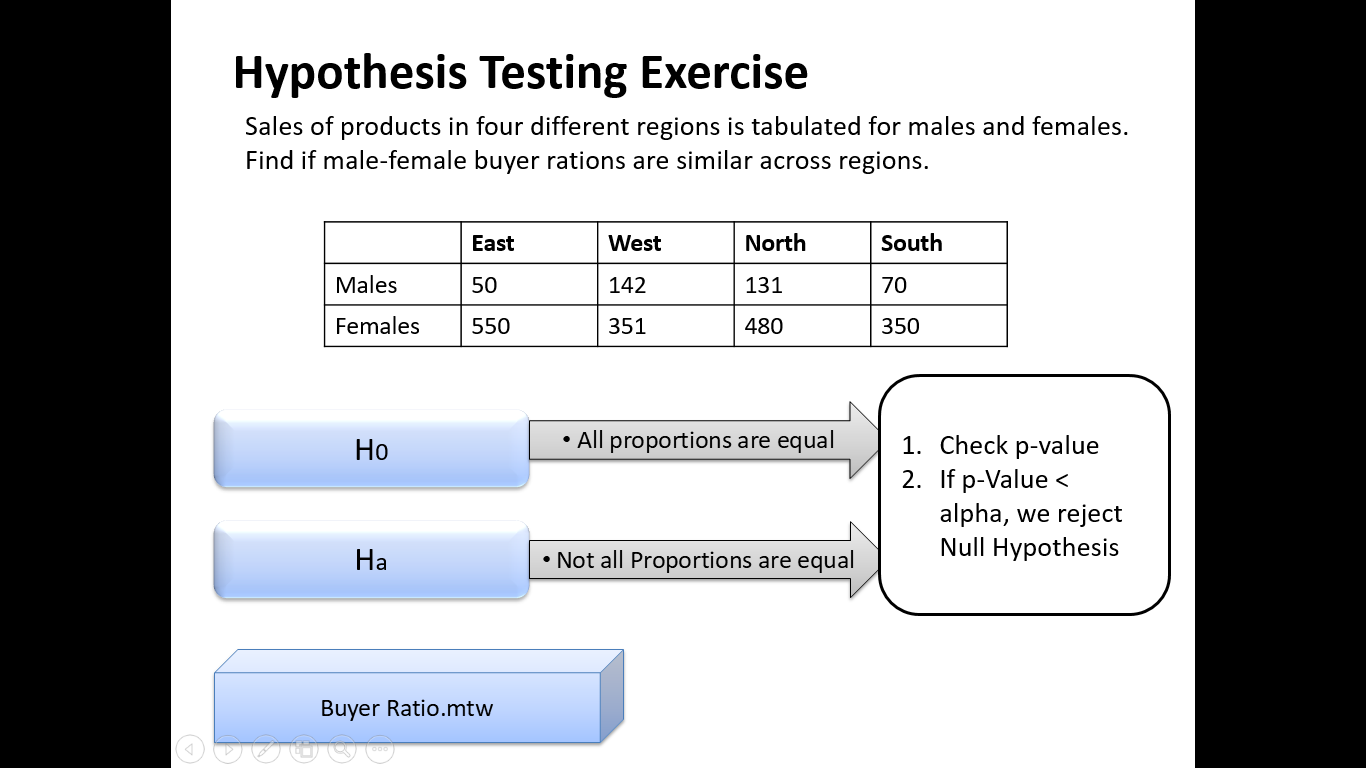 Hypothesis Testing Exercise
Sales of products in four different regions is tabulated for males and females.
Find if male-female buyer rations are similar across regions.
East West North South
Males 50 142 131 70
Females 550 351 480 350
H0
• All proportions are equal
Ha
• Not all Proportions are equal
1. Check p-value
2. If p-Value <
alpha, we reject
Null Hypothesis
Buyer Ratio.mtw